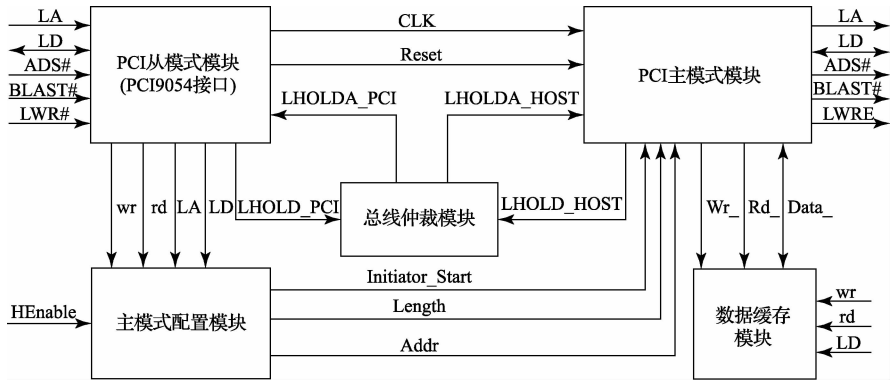 LA
LD
ADS#
BLAST#
LWR#
PCI从模式模块
(PCI9054接口)
CLK
Reset
LHOLDA_PCI
LHOLDA_HOST
PCI主模式模块
LA
LD
ADS#
BLAST#
LWRE
wr
rd
LA
LD
LHOLD_PCI
总线仲裁模块
LHOLD_HOST
Wr_
Rd_
Data_
HEnable
主模式配置模块
Initiator_Start
Length
Addr
数据缓存
模块
wr
rd
LD